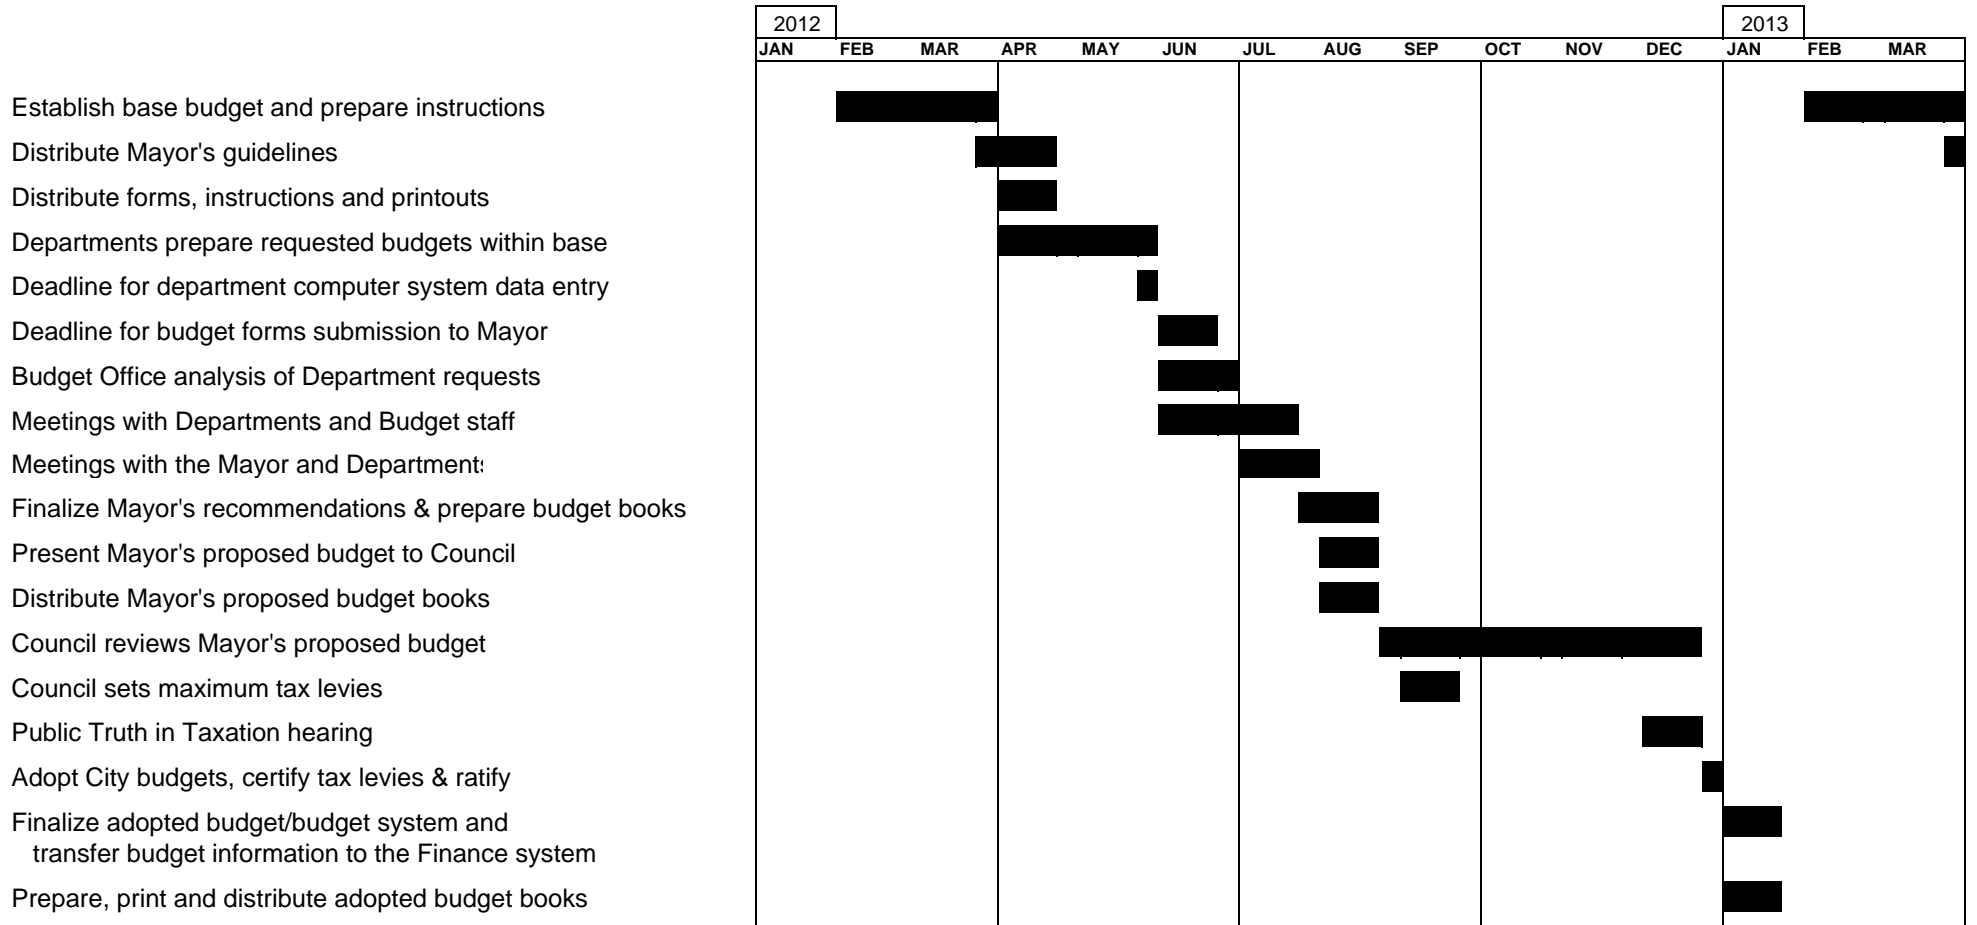 2012 2013
JAN FEB MAR APR MAY JUN JUL AUG SEP OCT NOV DEC JAN FEB MAR
Establish base budget and prepare instructions
Distribute Mayor's guidelines
Distribute forms, instructions and printouts
Departments prepare requested budgets within base
Deadline for department computer system data entry
Deadline for budget forms submission to Mayor
Budget Office analysis of Department requests
Meetings with Departments and Budget staff
Meetings with the Mayor and Departments
Finalize Mayor's recommendations & prepare budget books
Present Mayor's proposed budget to Council
Distribute Mayor's proposed budget books
Council reviews Mayor's proposed budget
Council sets maximum tax levies
Public Truth in Taxation hearing
Adopt City budgets, certify tax levies & ratify
Finalize adopted budget/budget system and
transfer budget information to the Finance system
Prepare, print and distribute adopted budget books